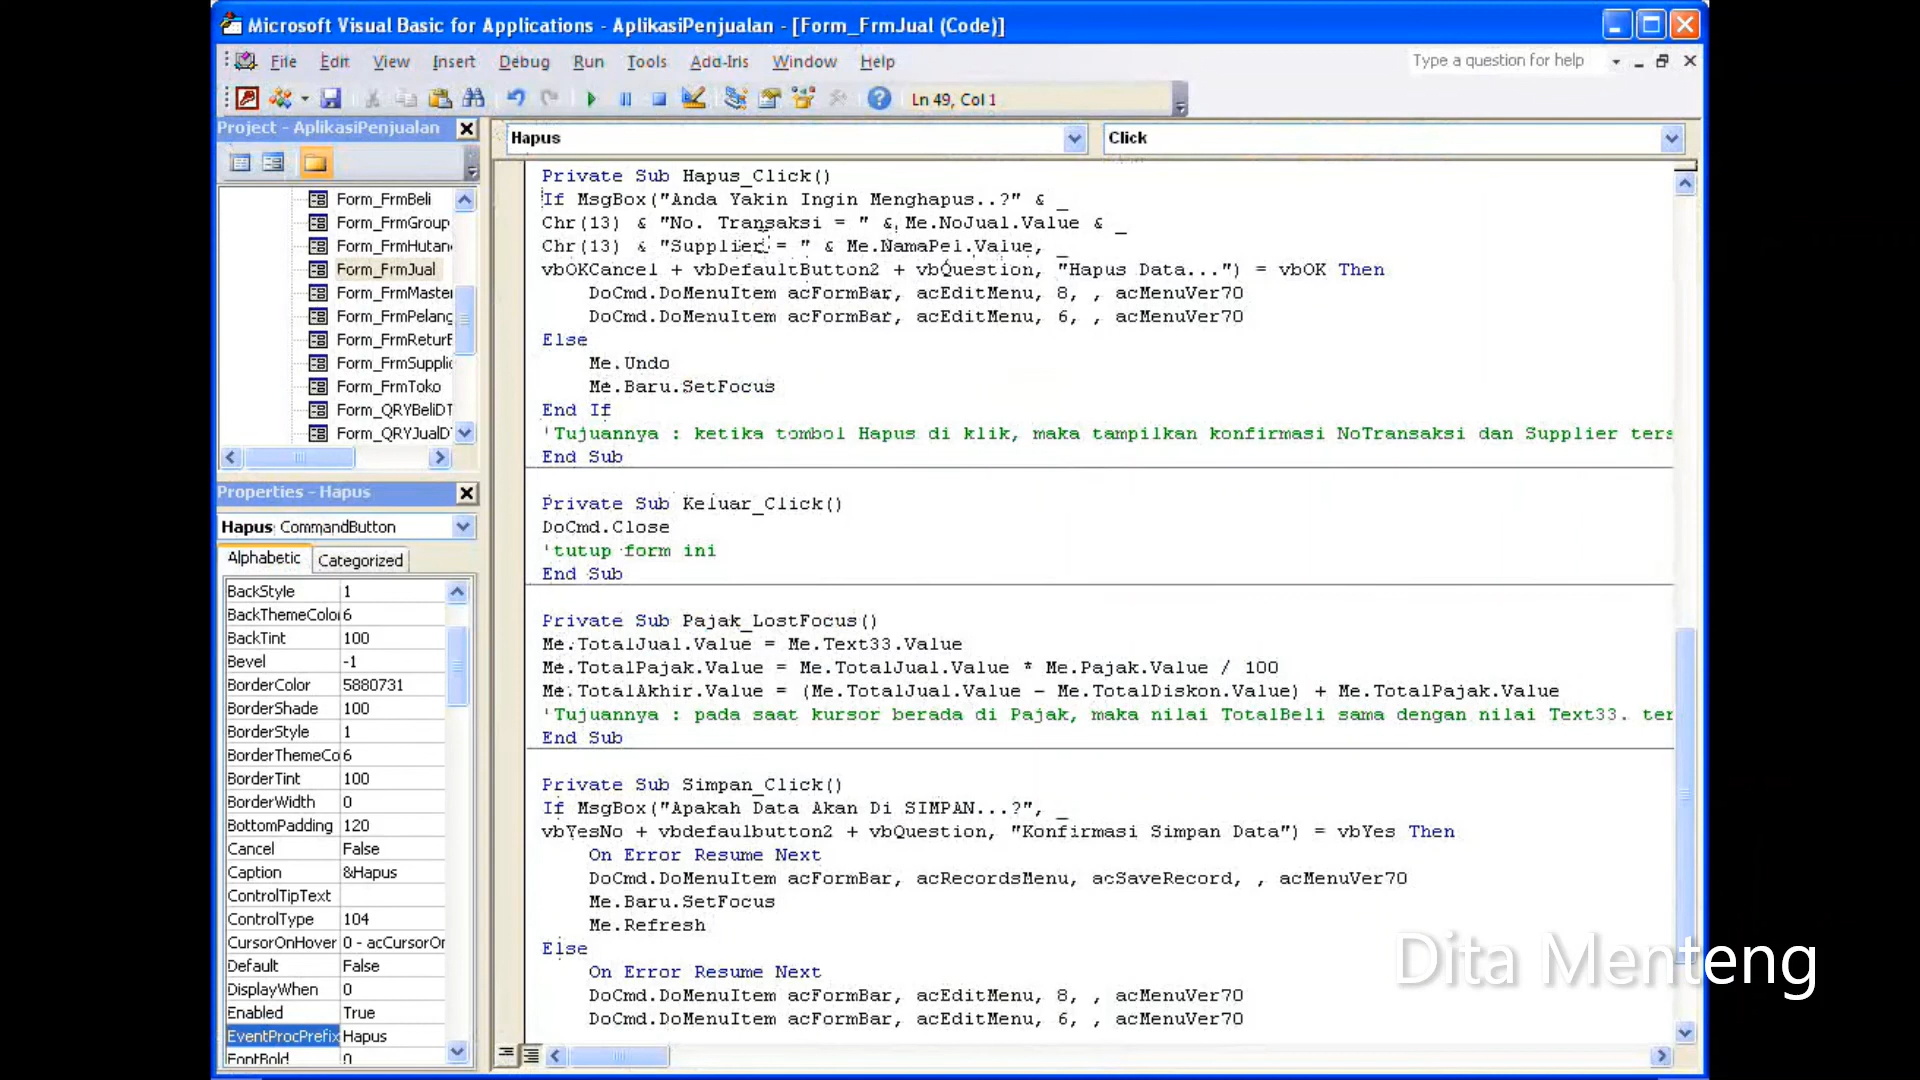 Microsoft Visual Basic for Applications - AplikasiPenjualan - [Form_FrmJual (Code)]
File Edit View Insert Debug Run Tools Add-Ins Window Help
Type a question for help
Ln 49, Col 1
Project - AplikasiPenjualan
Form_FrmBeli
Form_FrmGroup
Form_FrmHutan
Form_FrmJual
Form_FrmMaster
Form_FrmPelang
Form_FrmReturB
Form_FrmSupplie
Form_FrmToko
Form_QRYBeliDT
Form_QRYJualDT
Properties - Hapus
Hapus CommandButton
Alphabetic Categorized
BackStyle 1
BackThemeColor 6
BackTint 100
Bevel -1
BorderColor 5880731
BorderShade 100
BorderStyle 1
BorderThemeCo 6
BorderTint 100
BorderWidth 0
BottomPadding 120
Cancel False
Caption &Hapus
ControlTipText
ControlType 104
CursorOnHover 0 - acCursorOn
Default False
DisplayWhen 0
Enabled True
EventProcPrefix Hapus
FontBold 0
Hapus
Click
Private Sub Hapus_Click()
If MsgBox("Anda Yakin Ingin Menghapus..?" & _
Chr(13) & "No. Transaksi = " & Me.NoJual.Value & _
Chr(13) & "Supplier = " & Me.NamaPel.Value, _
vbOKCancel + vbDefaultButton2 + vbQuestion, "Hapus Data...") = vbOK Then
DoCmd.DoMenuItem acFormBar, acEditMenu, 8, , acMenuVer70
DoCmd.DoMenuItem acFormBar, acEditMenu, 6, , acMenuVer70
Else
Me.Undo
Me.Baru.SetFocus
End If
'Tujuannya : ketika tombol Hapus di klik, maka tampilkan konfirmasi NoTransaksi dan Supplier ters
End Sub
Private Sub Keluar_Click()
DoCmd.Close
'tutup form ini
End Sub
Private Sub Pajak_LostFocus()
Me.TotalJual.Value = Me.Text33.Value
Me.TotalPajak.Value = Me.TotalJual.Value * Me.Pajak.Value / 100
Me.TotalAkhir.Value = (Me.TotalJual.Value - Me.TotalDiskon.Value) + Me.TotalPajak.Value
'Tujuannya : pada saat kursor berada di Pajak, maka nilai TotalBeli sama dengan nilai Text33. ter
End Sub
Private Sub Simpan_Click()
If MsgBox("Apakah Data Akan Di SIMPAN...?", _
vbYesNo + vbdefaulbutton2 + vbQuestion, "Konfirmasi Simpan Data") = vbYes Then
On Error Resume Next
DoCmd.DoMenuItem acFormBar, acRecordsMenu, acSaveRecord, , acMenuVer70
Me.Baru.SetFocus
Me.Refresh
Else
On Error Resume Next
DoCmd.DoMenuItem acFormBar, acEditMenu, 8, , acMenuVer70
DoCmd.DoMenuItem acFormBar, acEditMenu, 6, , acMenuVer70
Dita Menteng